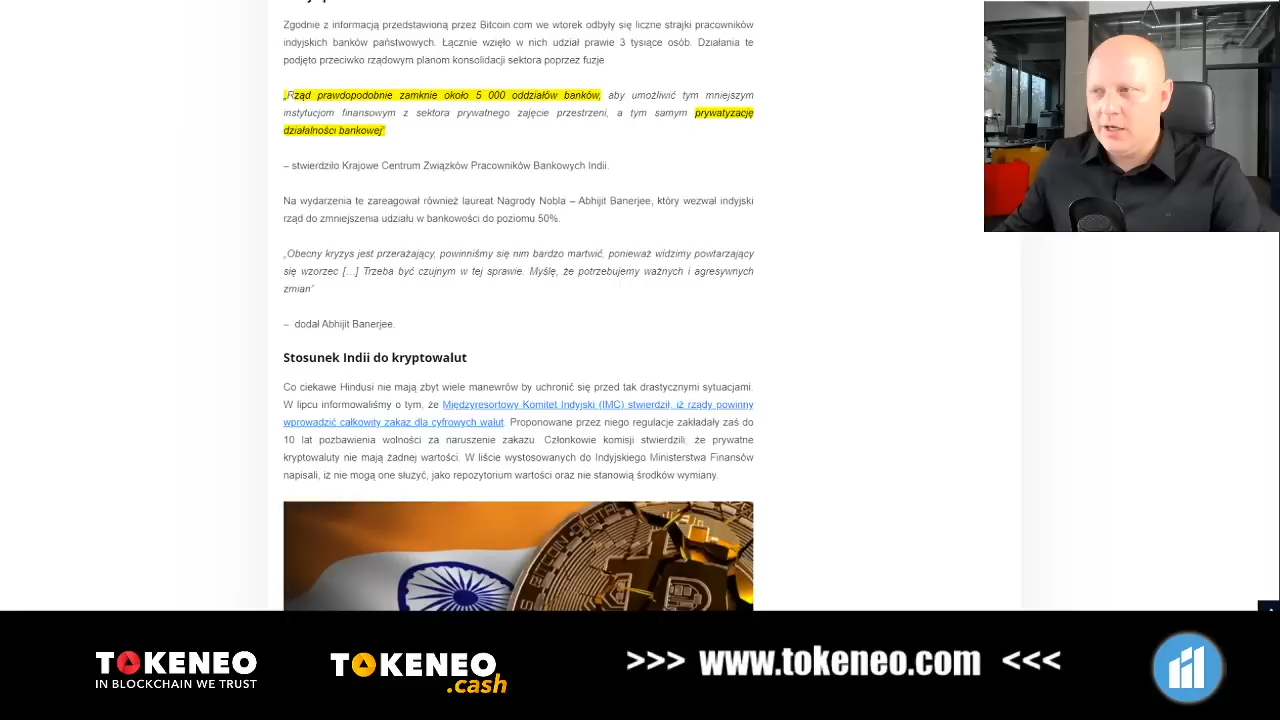 Zgodnie z informacją przedstawioną przez Bitcoin.com we wtorek odbyły się liczne strajki pracowników
indyjskich banków państwowych. Łącznie wzięło w nich udział prawie 3 tysiące osób. Działania te
podjęto przeciwko rządowym planom konsolidacji sektora poprzez fuzje
„Rząd prawdopodobnie zamknie około 5 000 oddziałów banków, aby umożliwić tym mniejszym
instytucjom finansowym z sektora prywatnego zajęcie przestrzeni, a tym samym prywatyzację
działalności bankowej”
– stwierdziło Krajowe Centrum Związków Pracowników Bankowych Indii.
Na wydarzenia te zareagował również laureat Nagrody Nobla – Abhijit Banerjee, który wezwał indyjski
rząd do zmniejszenia udziału w bankowości do poziomu 50%.
„Obecny kryzys jest przerażający, powinniśmy się nim bardzo martwić, ponieważ widzimy powtarzający
się wzorzec […] Trzeba być czujnym w tej sprawie. Myślę, że potrzebujemy ważnych i agresywnych
zmian”
– dodał Abhijit Banerjee.
Stosunek Indii do kryptowalut
Co ciekawe Hindusi nie mają zbyt wiele manewrów by uchronić się przed tak drastycznymi sytuacjami.
W lipcu informowaliśmy o tym, że Międzyresortowy Komitet Indyjski (IMC) stwierdził, iż rządy powinny
wprowadzić całkowity zakaz dla cyfrowych walut. Proponowane przez niego regulacje zakładały zaś do
10 lat pozbawienia wolności za naruszenie zakazu. Członkowie komisji stwierdzili, że prywatne
kryptowaluty nie mają żadnej wartości. W liście wystosowanych do Indyjskiego Ministerstwa Finansów
napisali, iż nie mogą one służyć, jako repozytorium wartości oraz nie stanowią środków wymiany.
BITCOIN DIGITAL
TOKENEO
IN BLOCKCHAIN WE TRUST
TOKENEO
.cash
>>> www.tokeneo.com <<<